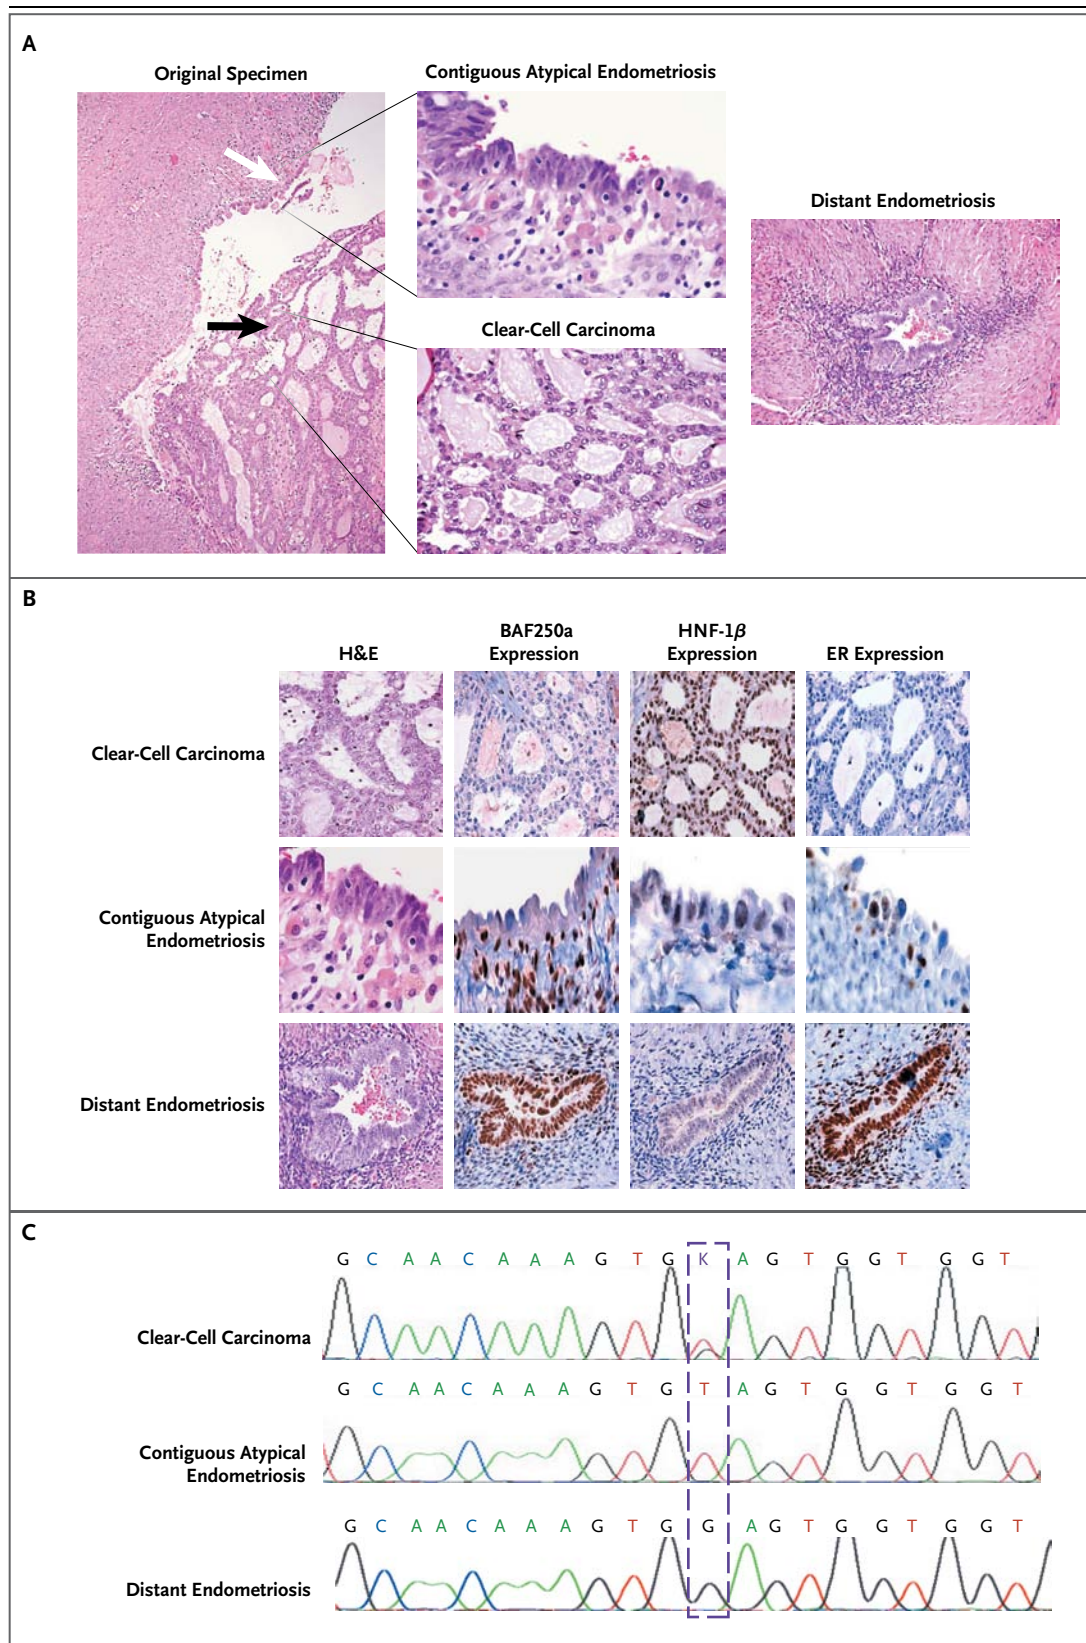 A
Original Specimen
Contiguous Atypical Endometriosis
Distant Endometriosis
Clear-Cell Carcinoma
B
H&E
BAF250a
Expression
HNF-1β
Expression
ER Expression
Clear-Cell Carcinoma
Contiguous Atypical
Endometriosis
Distant Endometriosis
C
G C A A C A A A G T G K A G T G G T G G T
Clear-Cell Carcinoma
G C A A C A A A G T G T A G T G G T G G T
Contiguous Atypical
Endometriosis
G C A A C A A A G T G G A G T G G T G G T
Distant Endometriosis